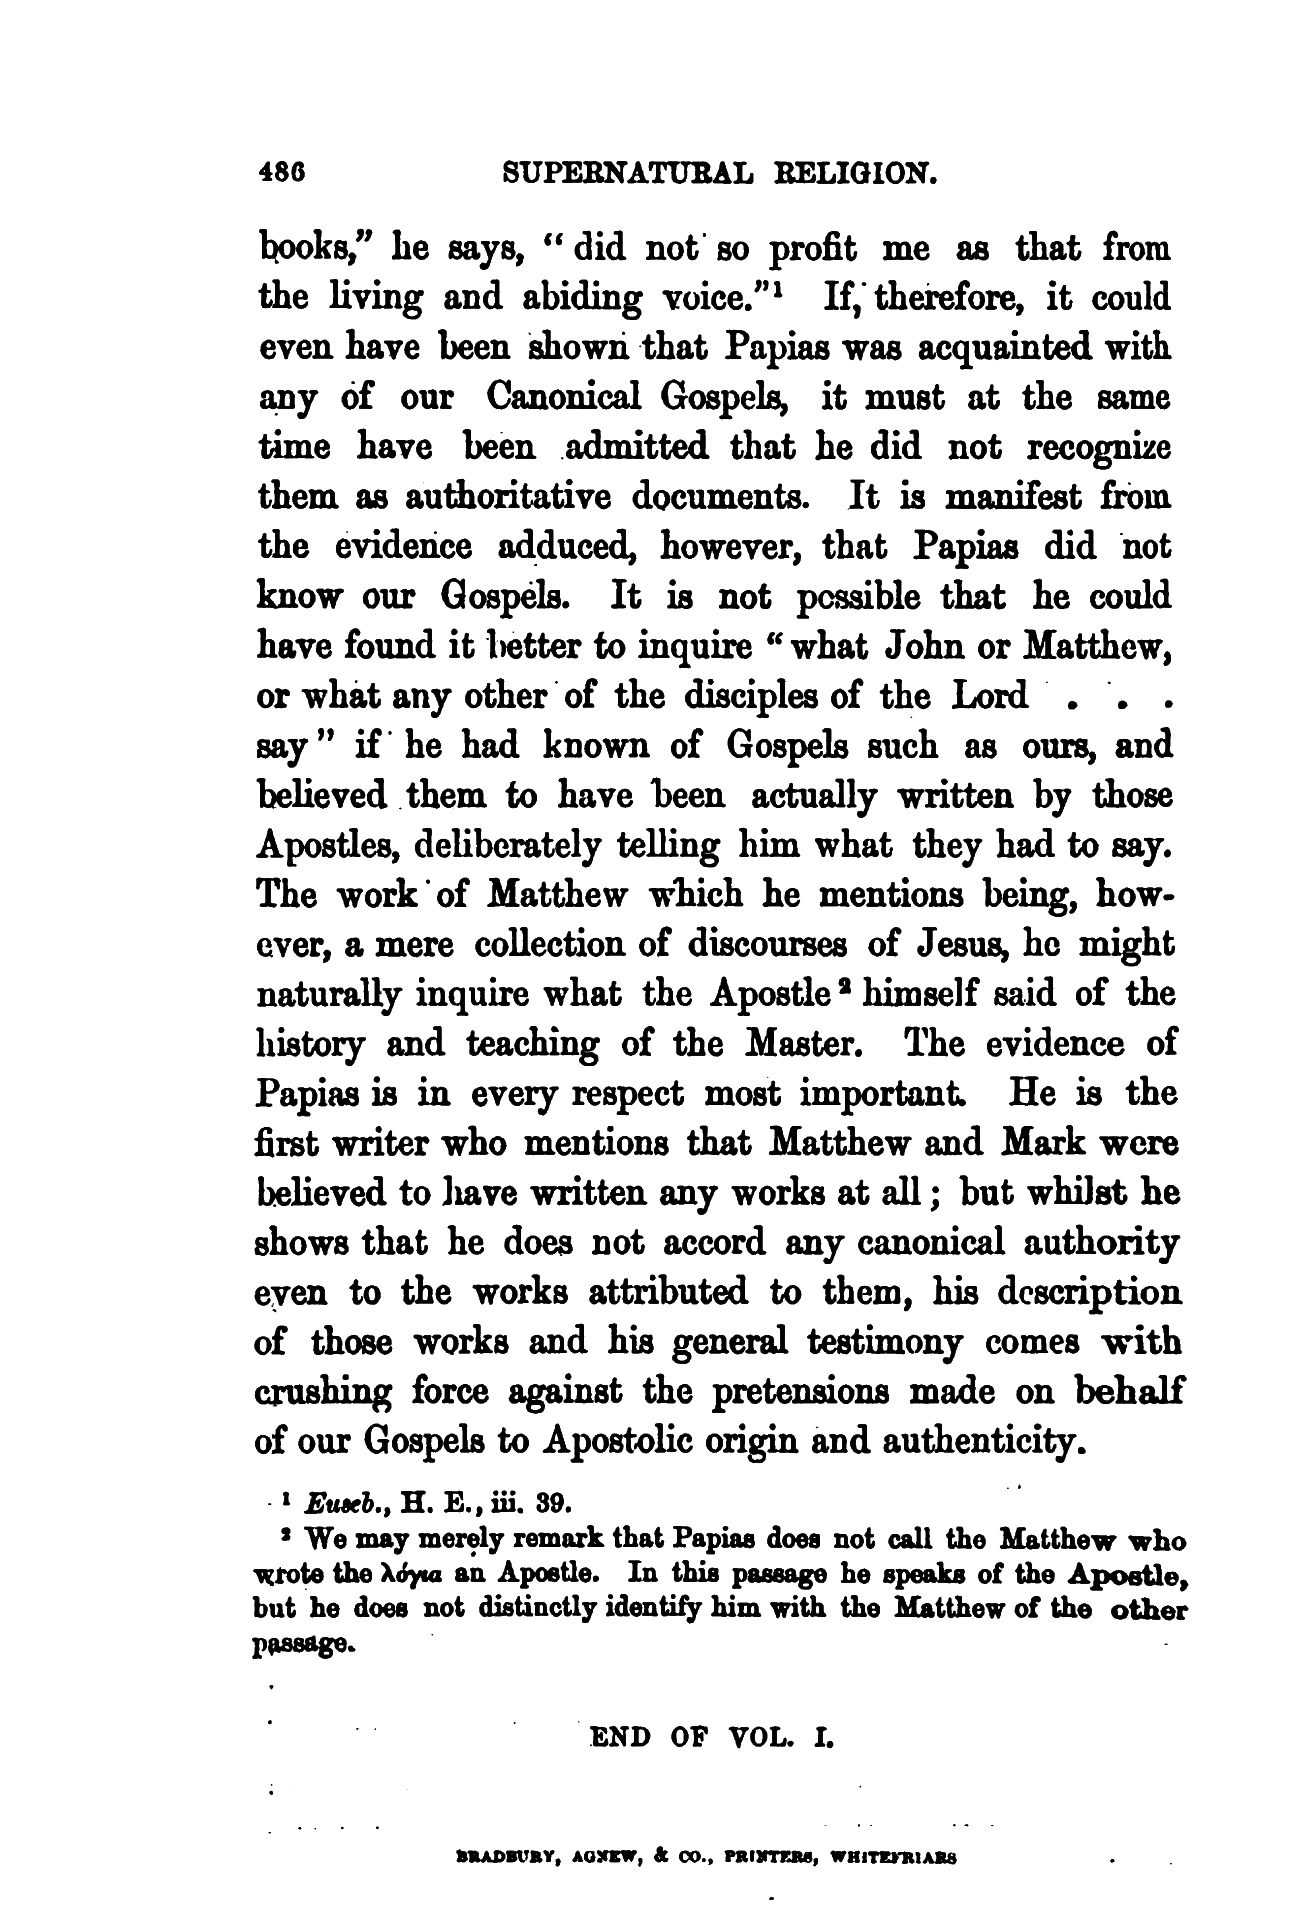 486 SUPERNATURAL RELIGION.
books,” he says, “ did not so profit me as that from
the living and abiding voice.”¹ If, therefore, it could
even have been shown that Papias was acquainted with
any of our Canonical Gospels, it must at the same
time have been admitted that he did not recognize
them as authoritative documents. It is manifest from
the evidence adduced, however, that Papias did not
know our Gospels. It is not possible that he could
have found it better to inquire “ what John or Matthew,
or what any other of the disciples of the Lord . . .
say ” if he had known of Gospels such as ours, and
believed them to have been actually written by those
Apostles, deliberately telling him what they had to say.
The work of Matthew which he mentions being, how-
ever, a mere collection of discourses of Jesus, he might
naturally inquire what the Apostle ² himself said of the
history and teaching of the Master. The evidence of
Papias is in every respect most important. He is the
first writer who mentions that Matthew and Mark were
believed to have written any works at all ; but whilst he
shows that he does not accord any canonical authority
even to the works attributed to them, his description
of those works and his general testimony comes with
crushing force against the pretensions made on behalf
of our Gospels to Apostolic origin and authenticity.
¹ Euseb., H. E., iii. 39.
² We may merely remark that Papias does not call the Matthew who
wrote the λόγια an Apostle. In this passage he speaks of the Apostle,
but he does not distinctly identify him with the Matthew of the other
passage.
END OF VOL. I.
BRADBURY, AGNEW, & CO., PRINTERS, WHITEFRIARS